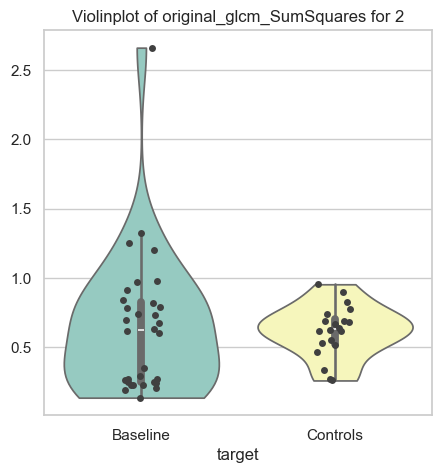 Violinplot of original_glcm_SumSquares for 2
2.5
2.0
1.5
1.0
0.5
Baseline
Controls
target